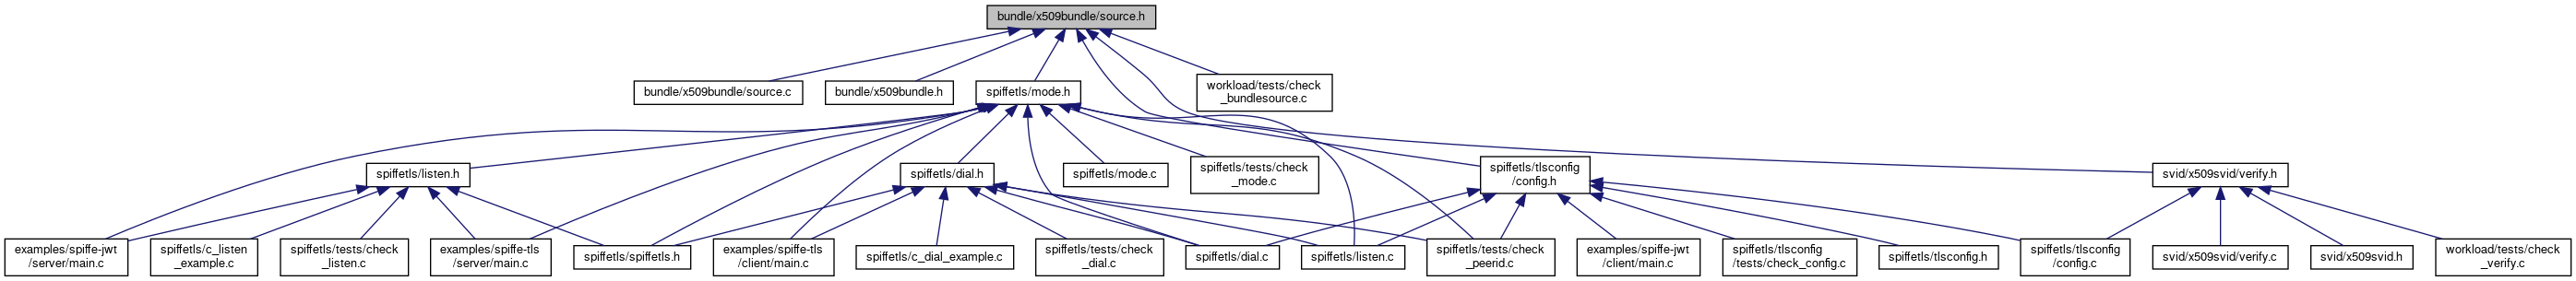 bundle/x509bundle/source.h
bundle/x509bundle/source.c
bundle/x509bundle.h
spiffetls/mode.h
workload/tests/check
_bundlesource.c
spiffetls/listen.h
spiffetls/dial.h
spiffetls/mode.c
spiffetls/tests/check
_mode.c
spiffetls/tlsconfig
/config.h
svid/x509svid/verify.h
examples/spiffe-jwt
/server/main.c
spiffetls/c_listen
_example.c
spiffetls/tests/check
_listen.c
examples/spiffe-tls
/server/main.c
spiffetls/spiffetls.h
examples/spiffe-tls
/client/main.c
spiffetls/c_dial_example.c
spiffetls/tests/check
_dial.c
spiffetls/dial.c
spiffetls/listen.c
spiffetls/tests/check
_peerid.c
examples/spiffe-jwt
/client/main.c
spiffetls/tlsconfig
/tests/check_config.c
spiffetls/tlsconfig.h
spiffetls/tlsconfig
/config.c
svid/x509svid/verify.c
svid/x509svid.h
workload/tests/check
_verify.c